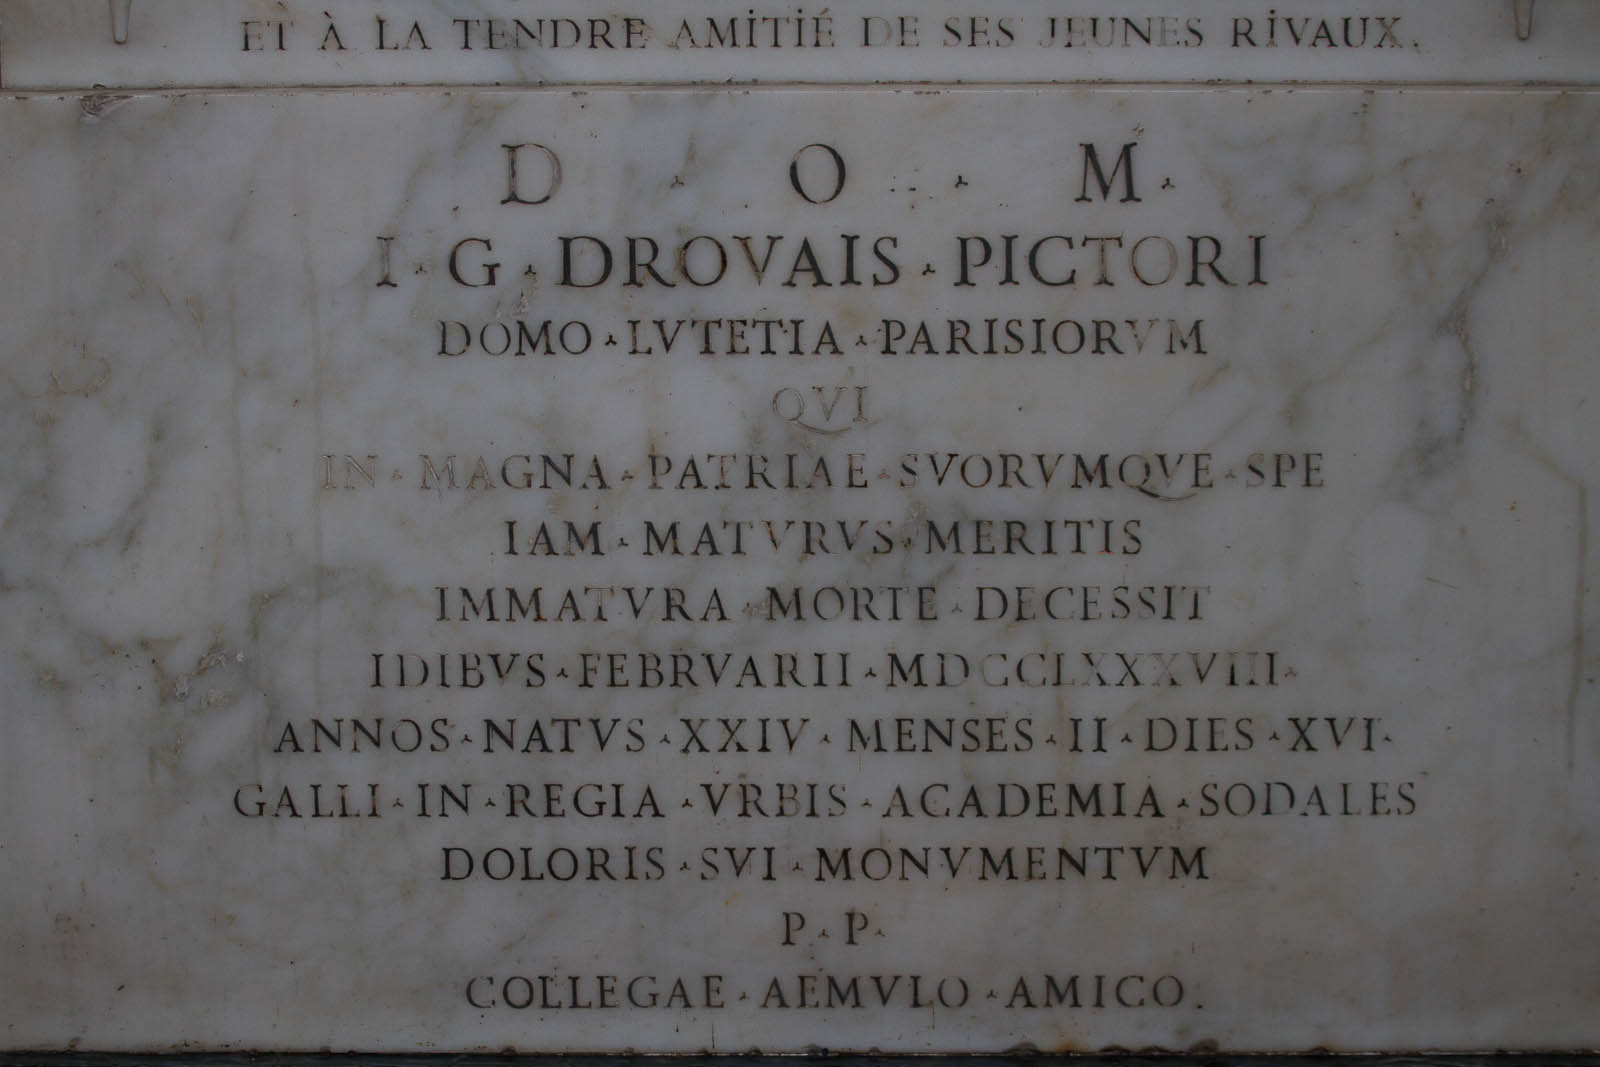 ET À LA TENDRE AMITIÉ DE SES JEUNES RIVAUX.
D · O · M ·
I · G · DROVAIS · PICTORI
DOMO · LVTETIA · PARISIORVM
QVI
IN · MAGNA · PATRIAE · SVORVMQVE · SPE
IAM · MATVRVS · MERITIS
IMMATVRA · MORTE · DECESSIT
IDIBVS · FEBRVARII · MDCCLXXXVIII ·
ANNOS · NATVS · XXIV · MENSES · II · DIES · XVI ·
GALLI · IN · REGIA · VRBIS · ACADEMIA · SODALES
DOLORIS · SVI · MONVMENTVM
P · P ·
COLLEGAE · AEMVLO · AMICO .